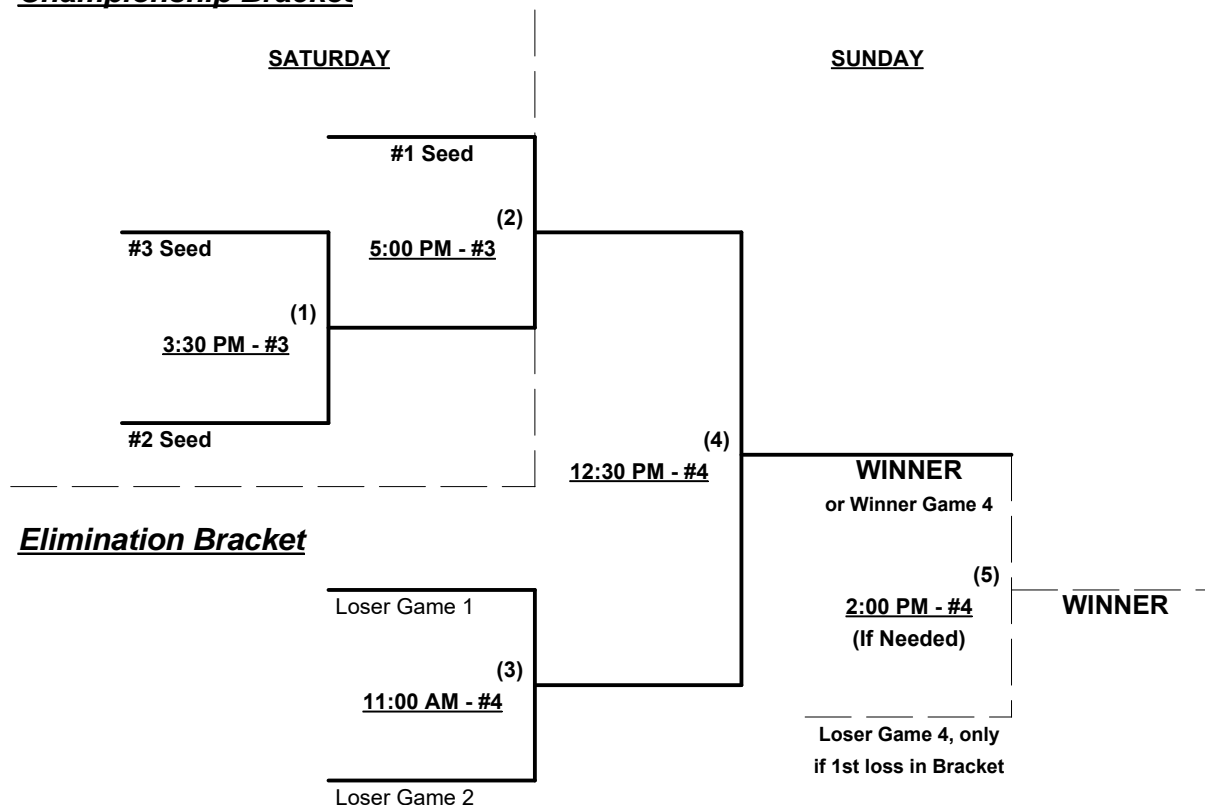 Championship Bracket
SATURDAY
SUNDAY
#1 Seed
(2)
5:00 PM - #3
#3 Seed
(1)
3:30 PM - #3
#2 Seed
(4)
12:30 PM - #4
WINNER
or Winner Game 4
Elimination Bracket
(5)
2:00 PM - #4
(If Needed)
WINNER
Loser Game 1
(3)
11:00 AM - #4
Loser Game 4, only
if 1st loss in Bracket
Loser Game 2